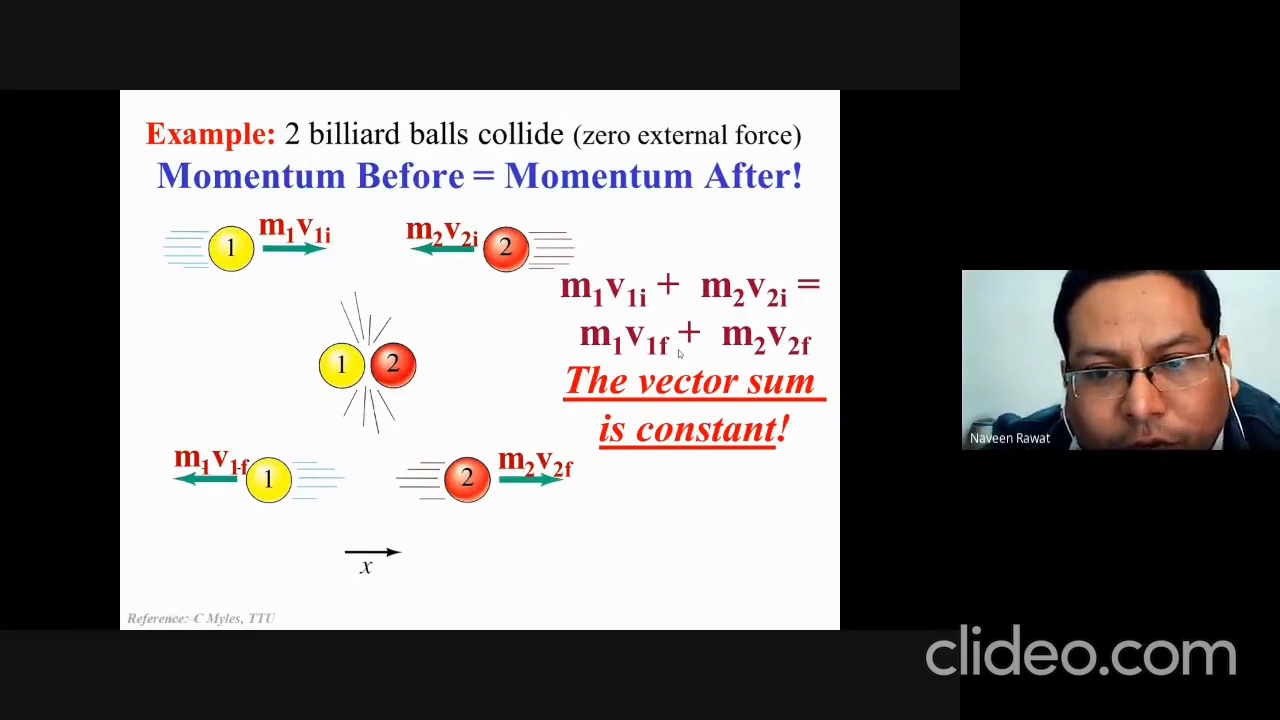 Example: 2 billiard balls collide (zero external force)
Momentum Before = Momentum After!
m₁v₁ᵢ
m₂v₂ᵢ
1
2
m₁v₁ᵢ + m₂v₂ᵢ =
m₁v₁f + m₂v₂f
1
2
The vector sum
is constant!
Naveen Rawat
m₁v₁f
1
2
m₂v₂f
x
Reference: C Myles, TTU
clideo.com